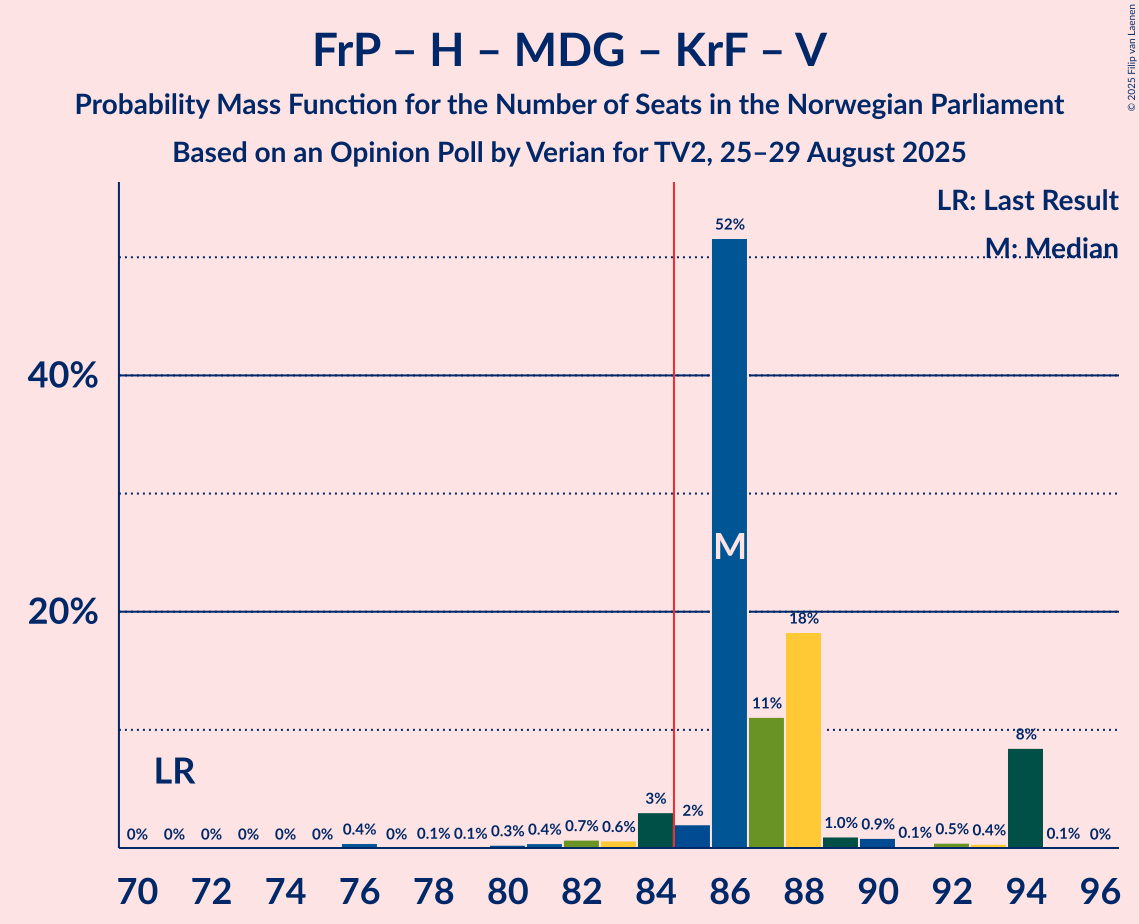 FrP – H – MDG – KrF – V
Probability Mass Function for the Number of Seats in the Norwegian Parliament
Based on an Opinion Poll by Verian for TV2, 25–29 August 2025
© 2025 Filip van Laenen
LR: Last Result
M: Median
52%
40%
M
20%
18%
11%
8%
LR
3%
2%
0% 0% 0% 0% 0% 0% 0.4% 0% 0.1% 0.1% 0.3% 0.4% 0.7% 0.6% 1.0% 0.9% 0.1% 0.5% 0.4% 0.1% 0%
70 72 74 76 78 80 82 84 86 88 90 92 94 96